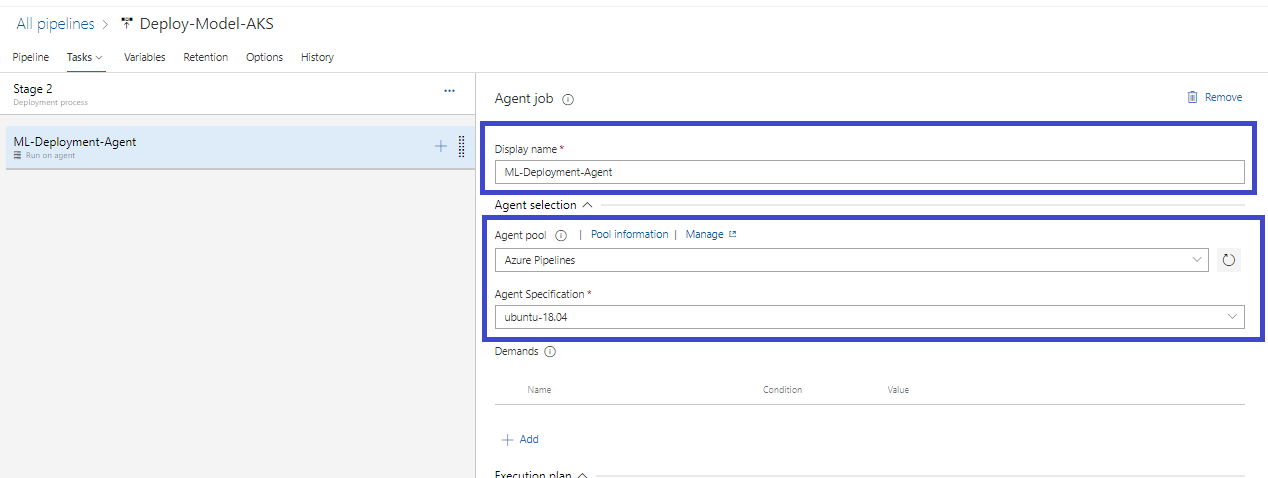 All pipelines > Deploy-Model-AKS
Pipeline Tasks Variables Retention Options History
Stage 2
Deployment process
ML-Deployment-Agent
Run on agent
Agent job
Remove
Display name *
ML-Deployment-Agent
Agent selection
Agent pool | Pool information | Manage
Azure Pipelines
Agent Specification *
ubuntu-18.04
Demands
Name Condition Value
+ Add
Execution plan